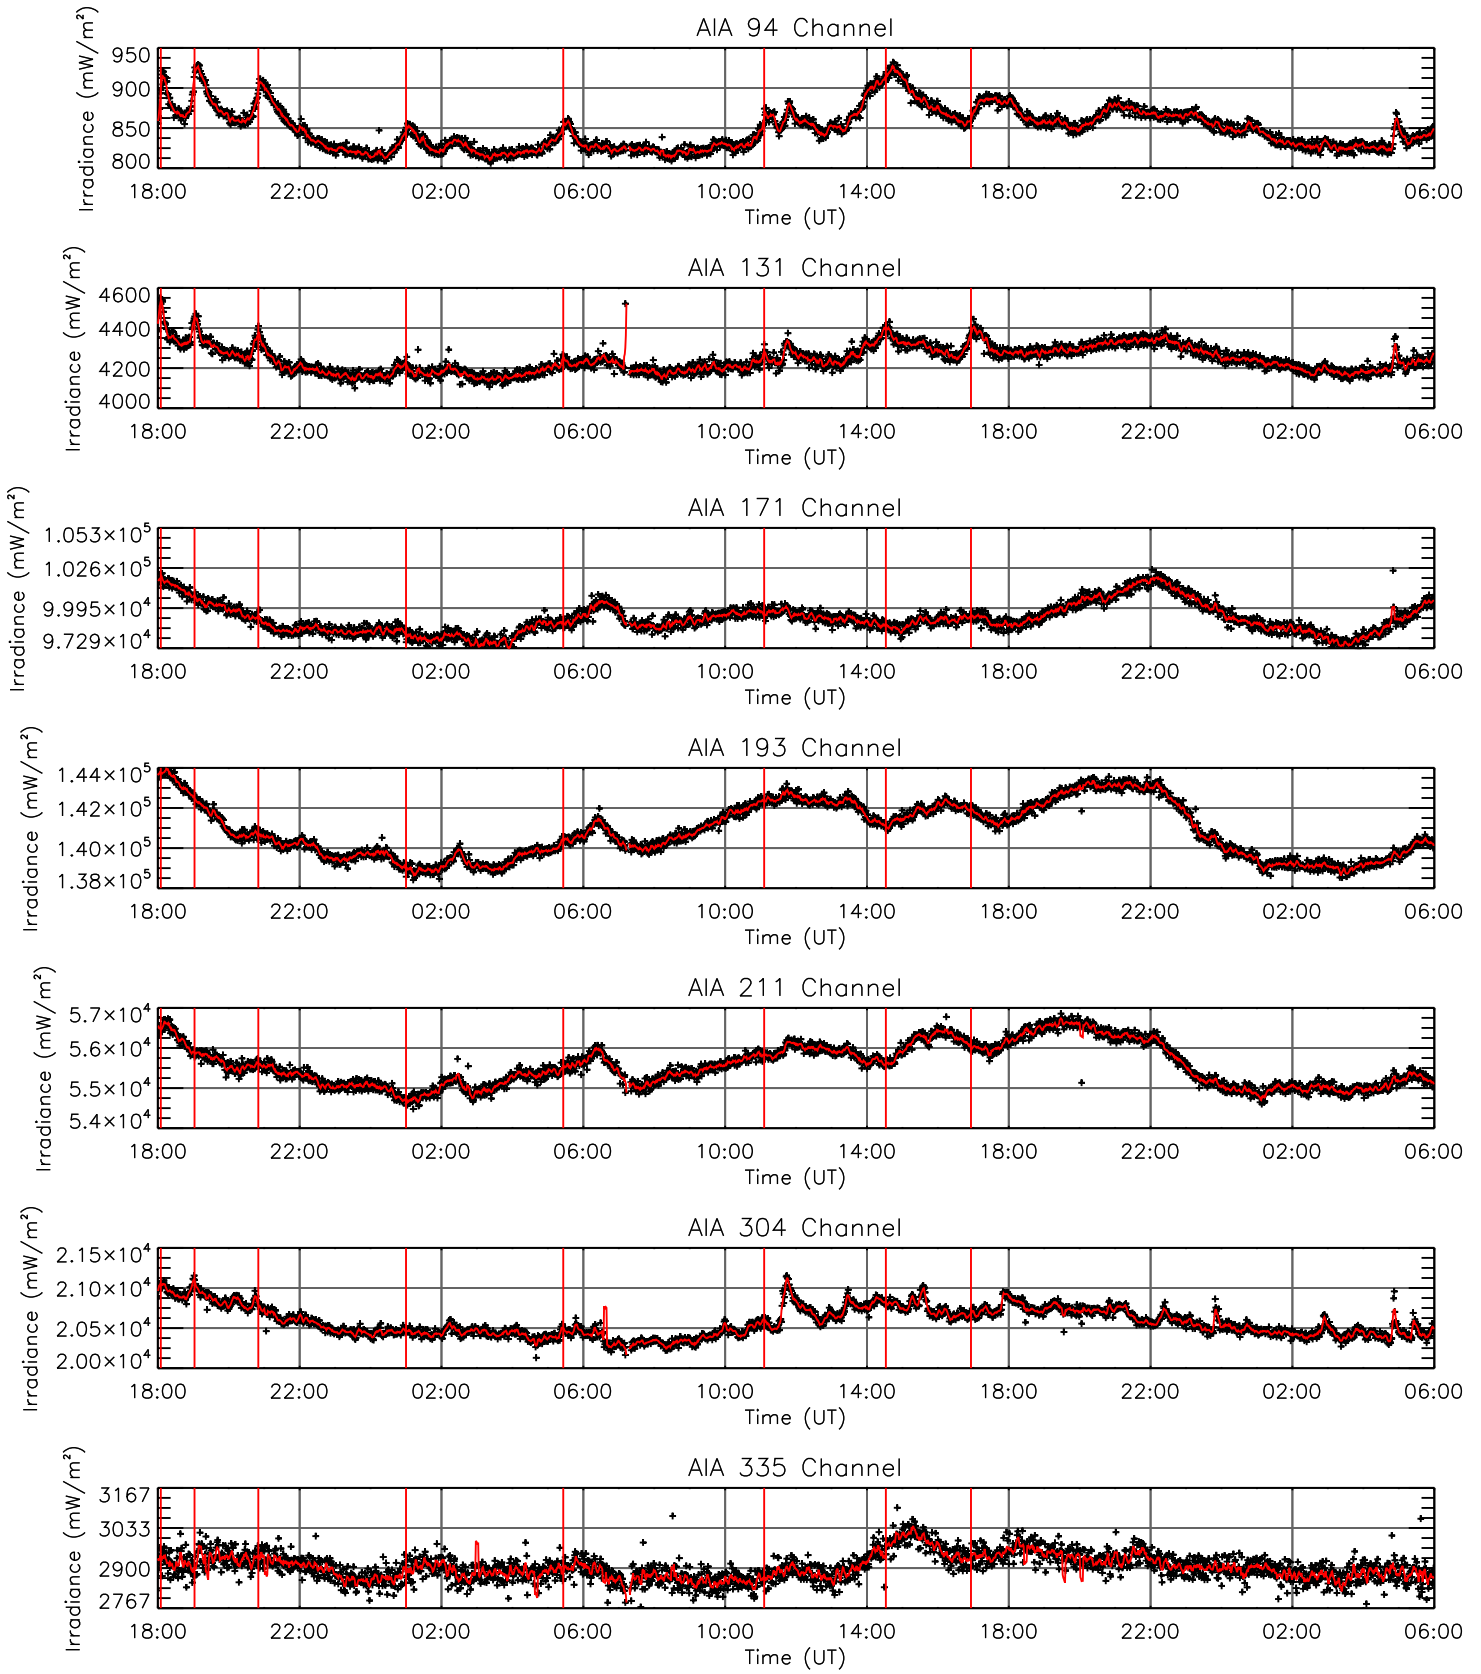 AIA 94 Channel
Irradiance (mW/m²)
950
900
850
800
18:00 22:00 02:00 06:00 10:00 14:00 18:00 22:00 02:00 06:00
Time (UT)
AIA 131 Channel
Irradiance (mW/m²)
4600
4400
4200
4000
18:00 22:00 02:00 06:00 10:00 14:00 18:00 22:00 02:00 06:00
Time (UT)
AIA 171 Channel
Irradiance (mW/m²)
1.053×10⁵
1.026×10⁵
9.995×10⁴
9.729×10⁴
18:00 22:00 02:00 06:00 10:00 14:00 18:00 22:00 02:00 06:00
Time (UT)
AIA 193 Channel
Irradiance (mW/m²)
1.44×10⁵
1.42×10⁵
1.40×10⁵
1.38×10⁵
18:00 22:00 02:00 06:00 10:00 14:00 18:00 22:00 02:00 06:00
Time (UT)
AIA 211 Channel
Irradiance (mW/m²)
5.7×10⁴
5.6×10⁴
5.5×10⁴
5.4×10⁴
18:00 22:00 02:00 06:00 10:00 14:00 18:00 22:00 02:00 06:00
Time (UT)
AIA 304 Channel
Irradiance (mW/m²)
2.15×10⁴
2.10×10⁴
2.05×10⁴
2.00×10⁴
18:00 22:00 02:00 06:00 10:00 14:00 18:00 22:00 02:00 06:00
Time (UT)
AIA 335 Channel
Irradiance (mW/m²)
3167
3033
2900
2767
18:00 22:00 02:00 06:00 10:00 14:00 18:00 22:00 02:00 06:00
Time (UT)